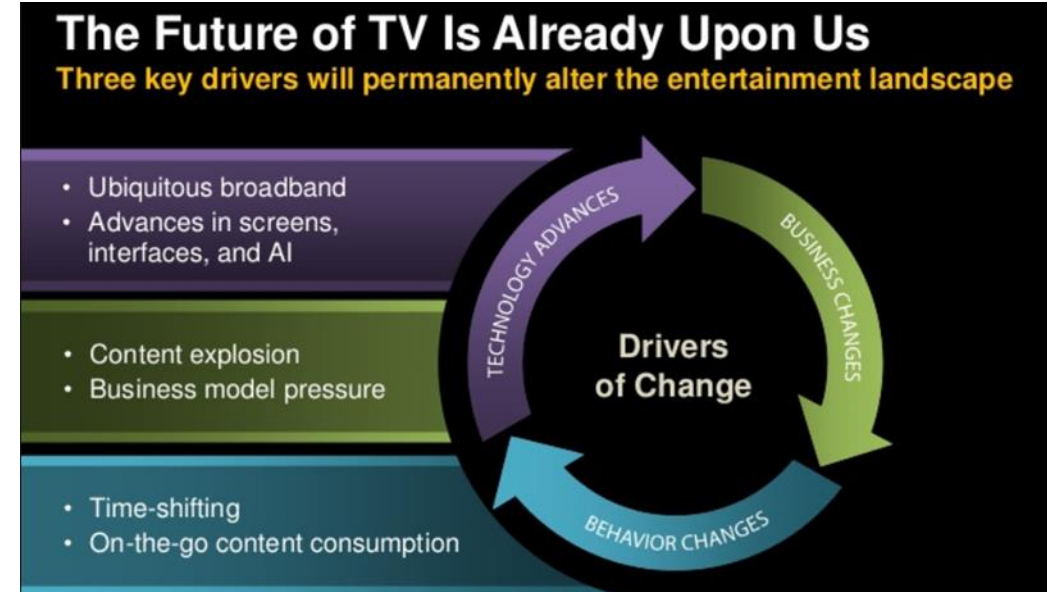 The Future of TV Is Already Upon Us
Three key drivers will permanently alter the entertainment landscape
• Ubiquitous broadband
• Advances in screens,
interfaces, and AI
• Content explosion
• Business model pressure
• Time-shifting
• On-the-go content consumption
TECHNOLOGY ADVANCES
BUSINESS CHANGES
BEHAVIOR CHANGES
Drivers
of Change